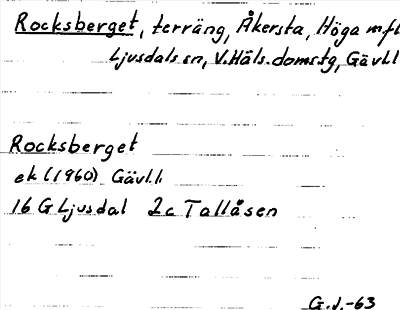 Rocksberget, terräng, Åkersta, Höga m fl
Ljusdals sn, V. Häls. domstg, Gävl.l
Rocksberget
ek (1960) Gävl.l.
16 G Ljusdal 2c Tallåsen
G.J.-63